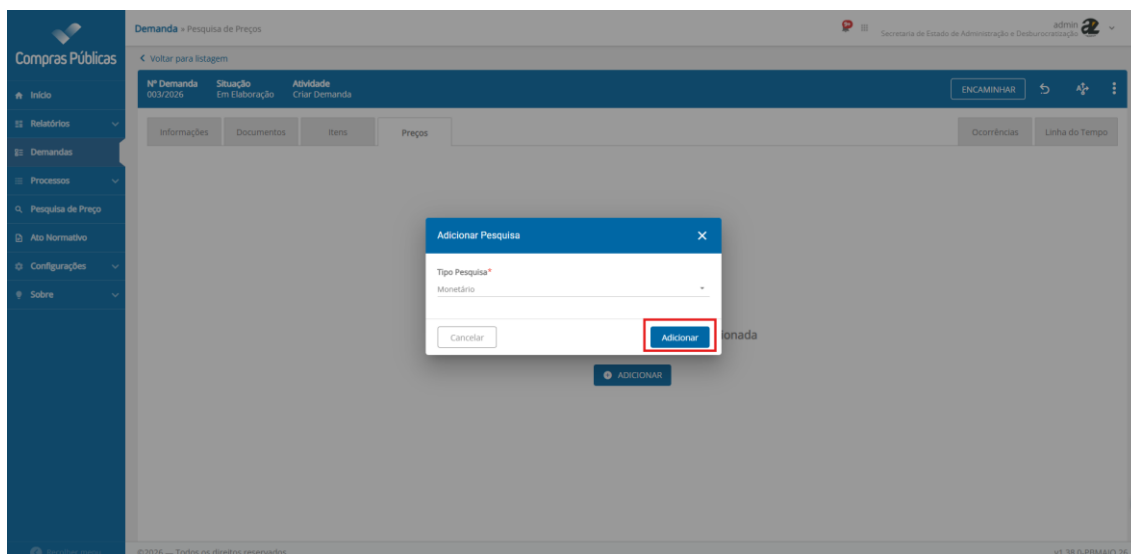 Compras Públicas
Início
Relatórios
Demandas
Processos
Pesquisa de Preço
Ato Normativo
Configurações
Sobre
Recolher menu
Demanda » Pesquisa de Preços
admin
Secretaria de Estado de Administração e Desburocratização
Voltar para listagem
Nº Demanda Situação Atividade
003/2026 Em Elaboração Criar Demanda
ENCAMINHAR
Informações Documentos Itens Preços Ocorrências Linha do Tempo
Adicionar Pesquisa
Tipo Pesquisa*
Monetário
Cancelar Adicionar
ionada
ADICIONAR
©2026 — Todos os direitos reservados